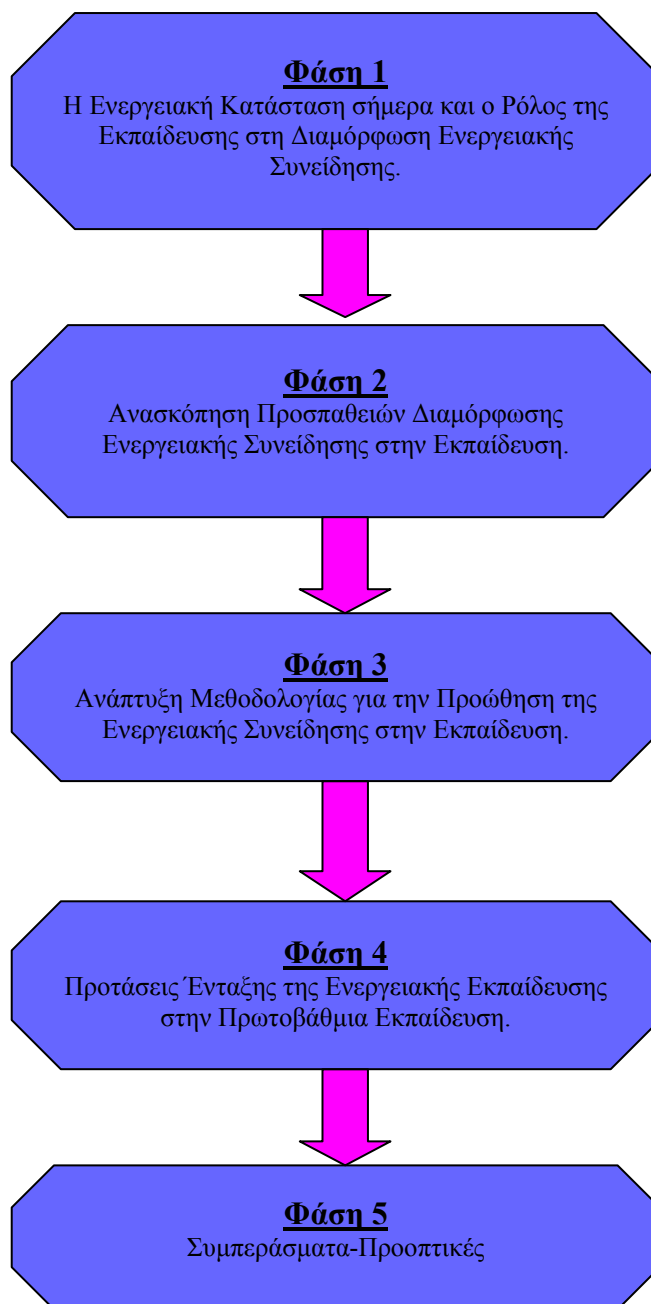 Φάση 1
Η Ενεργειακή Κατάσταση σήμερα και ο Ρόλος της
Εκπαίδευσης στη Διαμόρφωση Ενεργειακής
Συνείδησης.
Φάση 2
Ανασκόπηση Προσπαθειών Διαμόρφωσης
Ενεργειακής Συνείδησης στην Εκπαίδευση.
Φάση 3
Ανάπτυξη Μεθοδολογίας για την Προώθηση της
Ενεργειακής Συνείδησης στην Εκπαίδευση.
Φάση 4
Προτάσεις Ένταξης της Ενεργειακής Εκπαίδευσης
στην Πρωτοβάθμια Εκπαίδευση.
Φάση 5
Συμπεράσματα-Προοπτικές